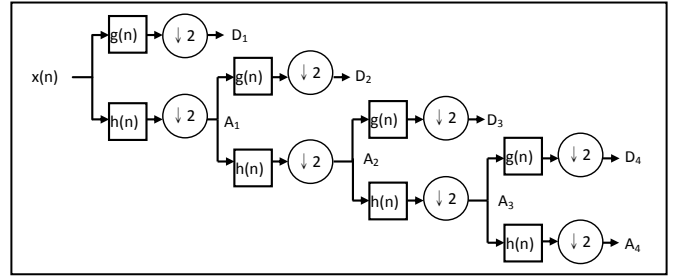 g(n) ↓ 2 D₁
x(n)
g(n) ↓ 2 D₂
h(n) ↓ 2 A₁
g(n) ↓ 2 D₃
h(n) ↓ 2 A₂
g(n) ↓ 2 D₄
h(n) ↓ 2 A₃
h(n) ↓ 2 A₄